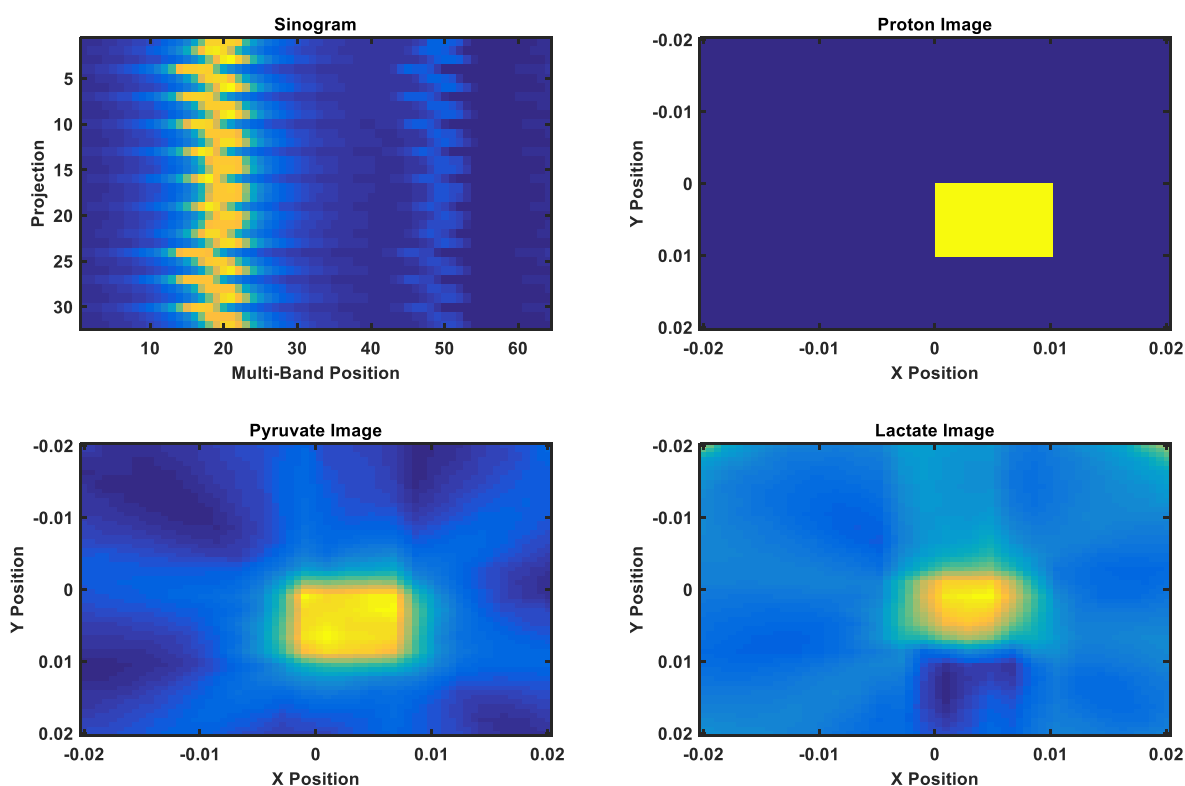 Sinogram
5
10
15
20
25
30
Projection
10 20 30 40 50 60
Multi-Band Position
Proton Image
-0.02
-0.01
0
0.01
0.02
Y Position
-0.02 -0.01 0 0.01 0.02
X Position
Pyruvate Image
-0.02
-0.01
0
0.01
0.02
Y Position
-0.02 -0.01 0 0.01 0.02
X Position
Lactate Image
-0.02
-0.01
0
0.01
0.02
Y Position
-0.02 -0.01 0 0.01 0.02
X Position